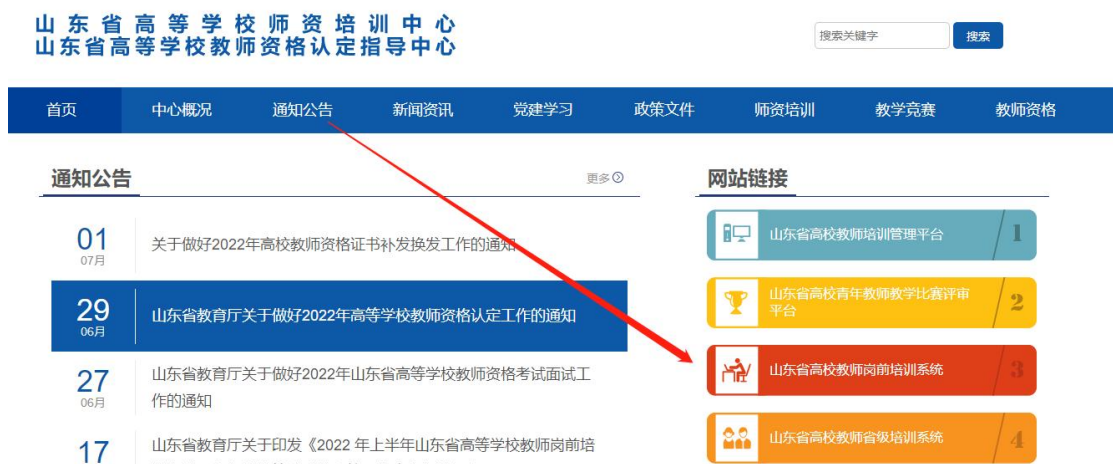 山东省高等学校师资培训中心
山东省高等学校教师资格认定指导中心
搜索关键字
搜索
首页
中心概况
通知公告
新闻资讯
党建学习
政策文件
师资培训
教学竞赛
教师资格
通知公告
更多
01
07月
关于做好2022年高校教师资格证书补发换发工作的通知
29
06月
山东省教育厅关于做好2022年高等学校教师资格认定工作的通知
27
06月
山东省教育厅关于做好2022年山东省高等学校教师资格考试面试工
作的通知
17
山东省教育厅关于印发《2022 年上半年山东省高等学校教师岗前培
网站链接
山东省高校教师培训管理平台
1
山东省高校青年教师教学比赛评审
平台
2
山东省高校教师岗前培训系统
3
山东省高校教师省级培训系统
4